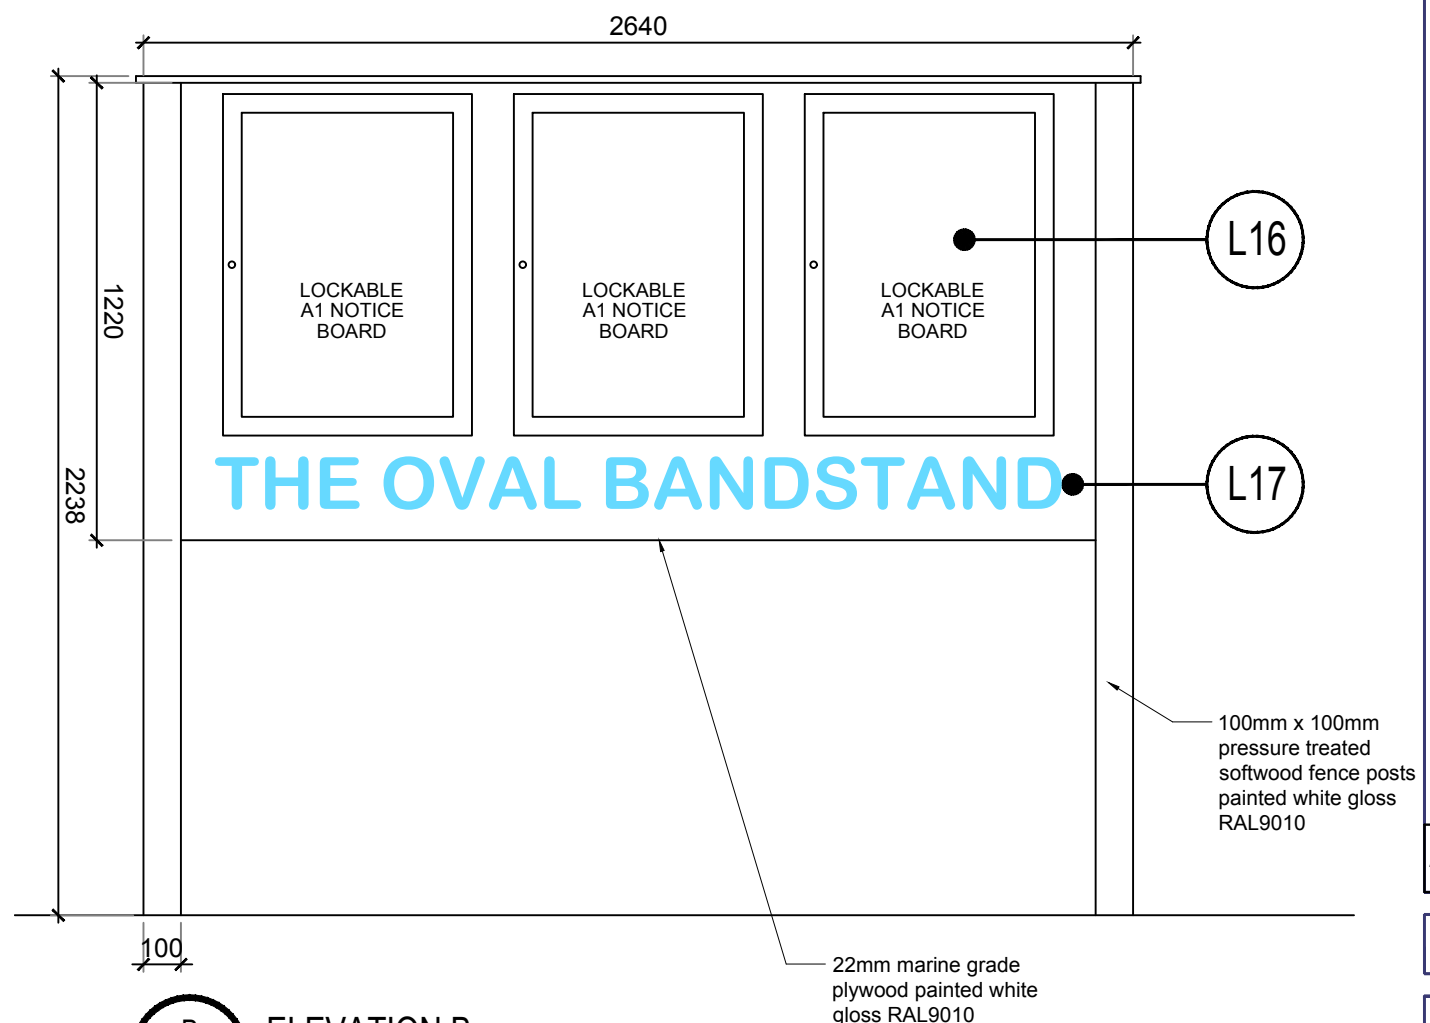 2640
LOCKABLE
A1 NOTICE
BOARD
LOCKABLE
A1 NOTICE
BOARD
LOCKABLE
A1 NOTICE
BOARD
L16
1220
2238
THE OVAL BANDSTAND
L17
100mm x 100mm
pressure treated
softwood fence posts
painted white gloss
RAL9010
100
22mm marine grade
plywood painted white
gloss RAL9010
B
ELEVATION B